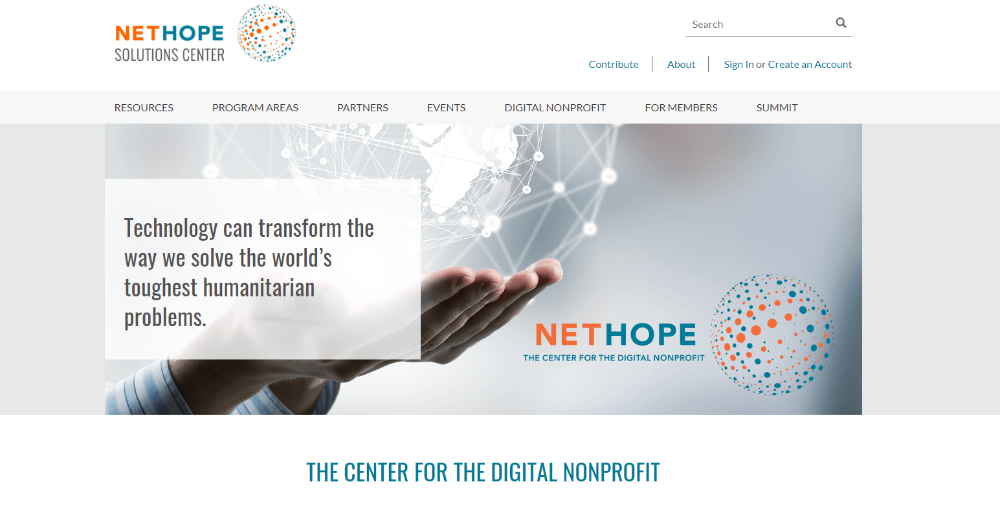 NETHOPE
SOLUTIONS CENTER
Search
Contribute
About
Sign In or Create an Account
RESOURCES
PROGRAM AREAS
PARTNERS
EVENTS
DIGITAL NONPROFIT
FOR MEMBERS
SUMMIT
Technology can transform the
way we solve the world's
toughest humanitarian
problems.
NETHOPE
THE CENTER FOR THE DIGITAL NONPROFIT
THE CENTER FOR THE DIGITAL NONPROFIT